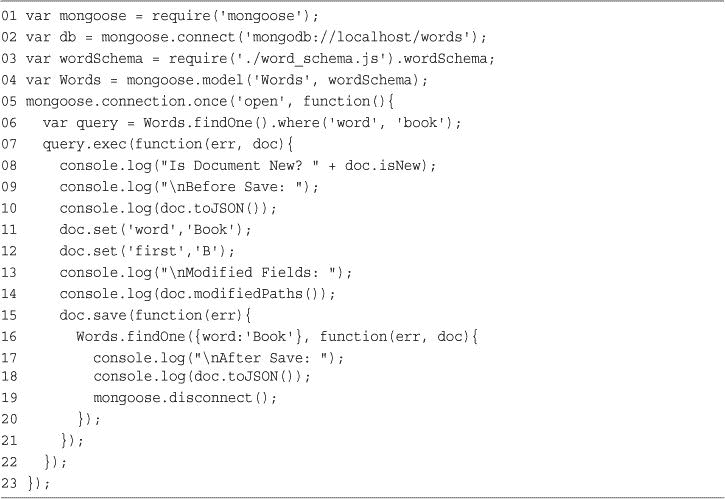 01 var mongoose = require('mongoose');
02 var db = mongoose.connect('mongodb://localhost/words');
03 var wordSchema = require('./word_schema.js').wordSchema;
04 var Words = mongoose.model('Words', wordSchema);
05 mongoose.connection.once('open', function(){
06   var query = Words.findOne().where('word', 'book');
07   query.exec(function(err, doc){
08     console.log("Is Document New? " + doc.isNew);
09     console.log("\nBefore Save: ");
10     console.log(doc.toJSON());
11     doc.set('word','Book');
12     doc.set('first','B');
13     console.log("\nModified Fields: ");
14     console.log(doc.modifiedPaths());
15     doc.save(function(err){
16       Words.findOne({word:'Book'}, function(err, doc){
17         console.log("\nAfter Save: ");
18         console.log(doc.toJSON());
19         mongoose.disconnect();
20       });
21     });
22   });
23 });